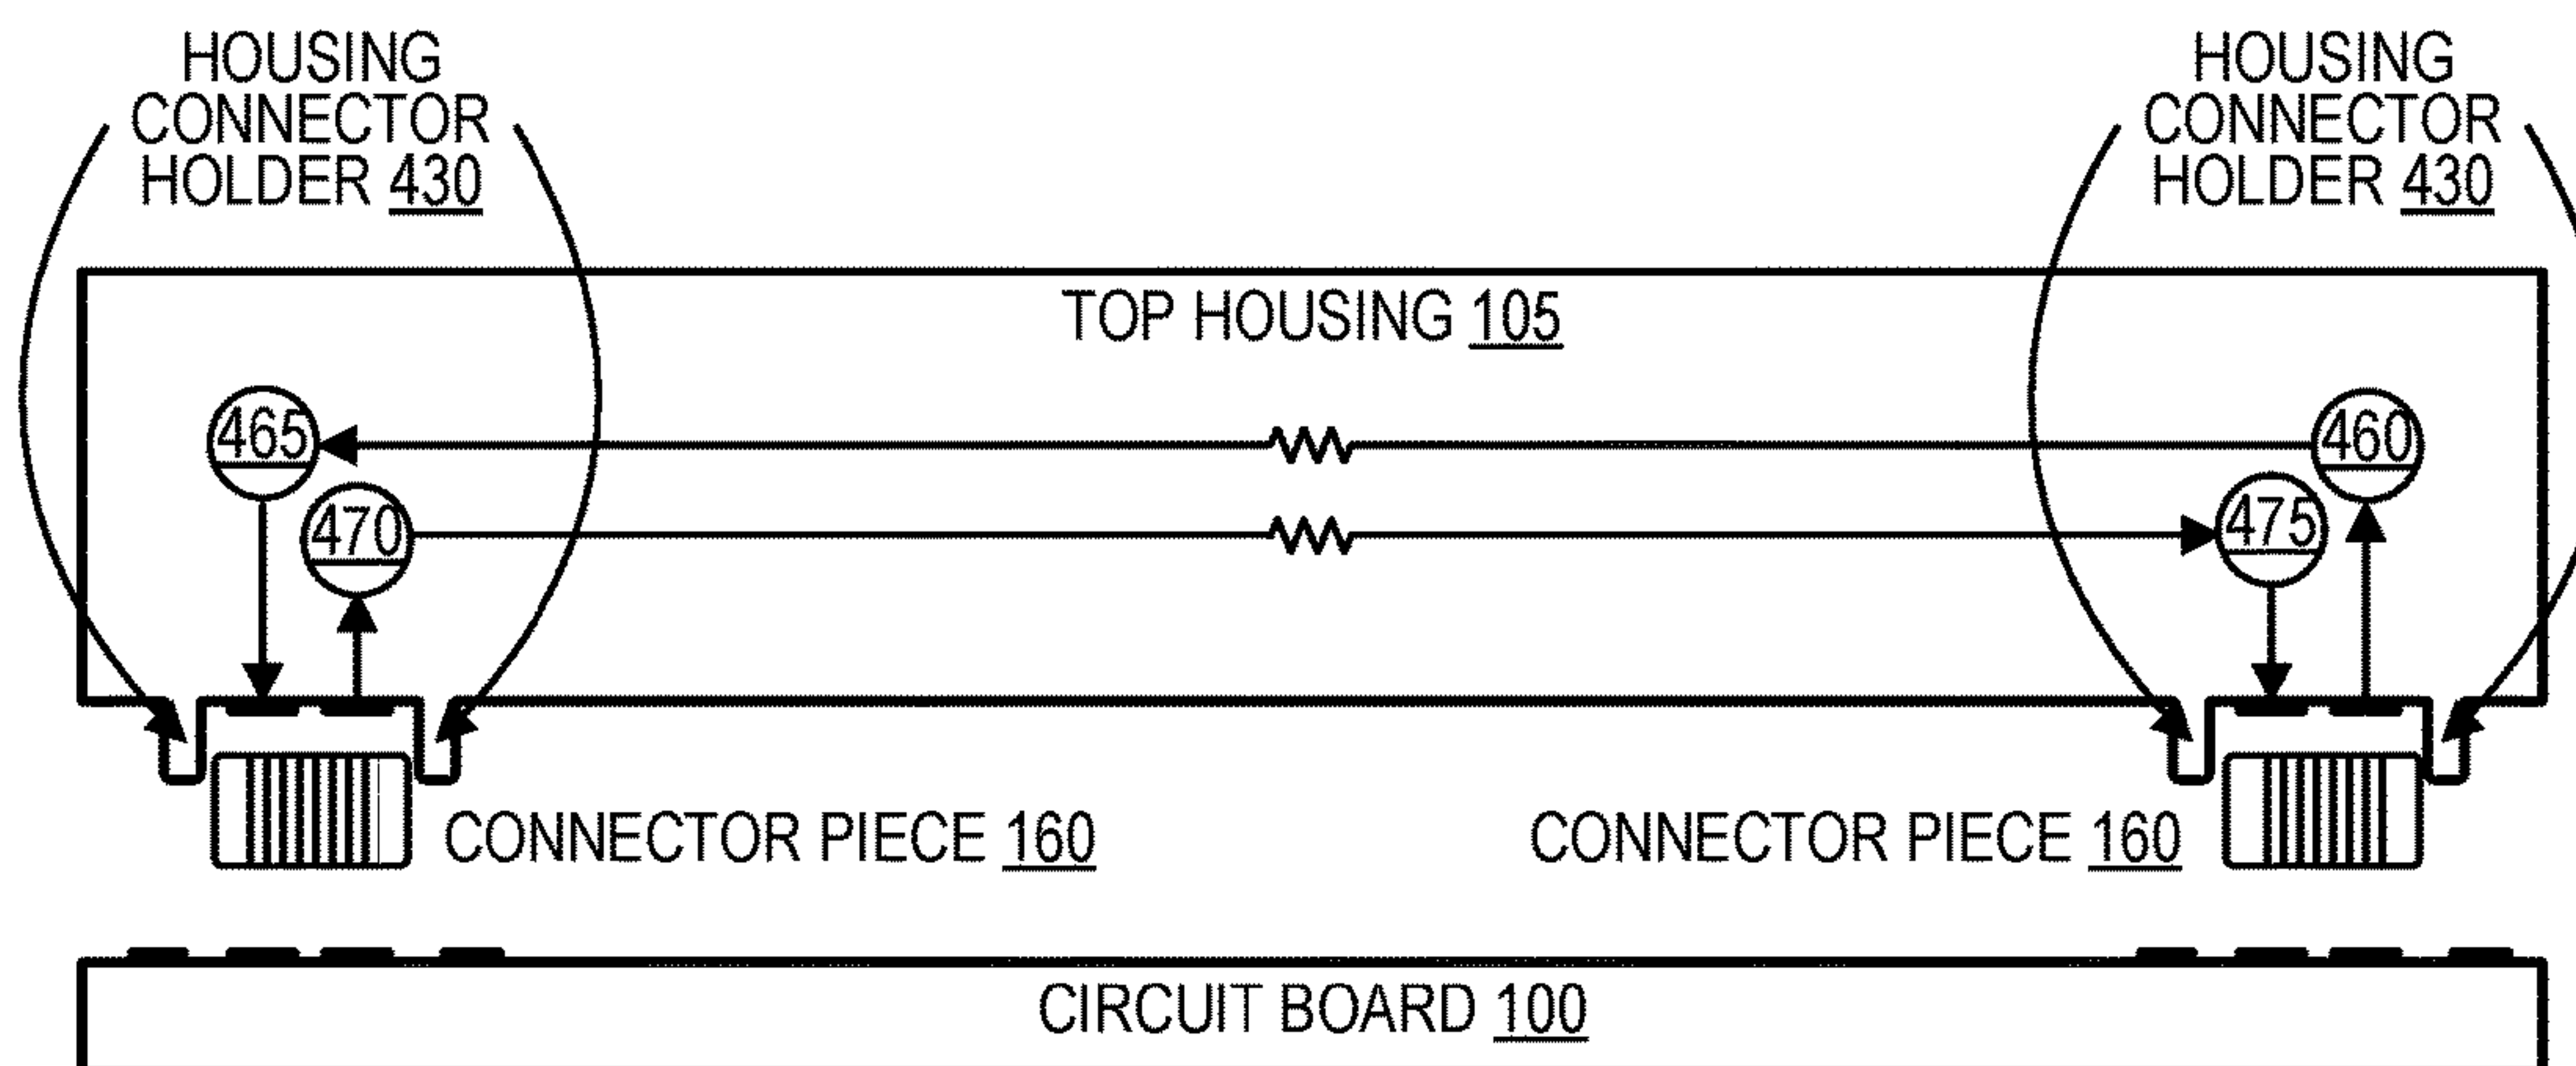 HOUSING
CONNECTOR
HOLDER 430
HOUSING
CONNECTOR
HOLDER 430
TOP HOUSING 105
465
460
470
475
CONNECTOR PIECE 160
CONNECTOR PIECE 160
CIRCUIT BOARD 100